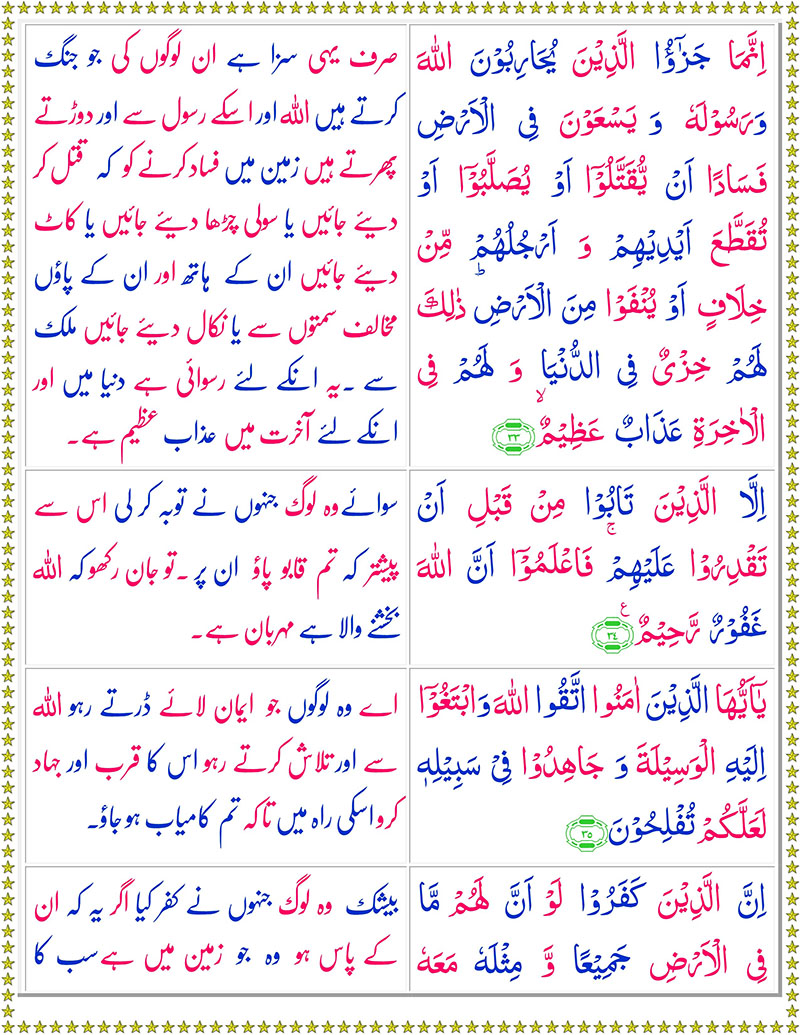 اِنَّمَا جَزٰٓؤُا الَّذِيْنَ يُحَارِبُوْنَ اللّٰهَ
وَرَسُوْلَهٗ وَ يَسْعَوْنَ فِي الْاَرْضِ
فَسَادًا اَنْ يُّقَتَّلُوْٓا اَوْ يُصَلَّبُوْٓا اَوْ
تُقَطَّعَ اَيْدِيْهِمْ وَ اَرْجُلُهُمْ مِّنْ
خِلَافٍ اَوْ يُنْفَوْا مِنَ الْاَرْضِ ؕ ذٰلِكَ
لَهُمْ خِزْيٌ فِي الدُّنْيَا وَ لَهُمْ فِي
الْاٰخِرَةِ عَذَابٌ عَظِيْمٌ ۙ ۳۳
صرف یہی سزا ہے ان لوگوں کی جو جنگ
کرتے ہیں اللہ اور اسکے رسول سے اور دوڑتے
پھرتے ہیں زمین میں فساد کرنے کو کہ قتل کر
دیئے جائیں یا سولی چڑھا دیئے جائیں یا کاٹ
دیئے جائیں ان کے ہاتھ اور ان کے پاؤں
مخالف سمتوں سے یا نکال دیئے جائیں ملک
سے ۔ یہ انکے لئے رسوائی ہے دنیا میں اور
انکے لئے آخرت میں عذاب عظیم ہے۔
اِلَّا الَّذِيْنَ تَابُوْا مِنْ قَبْلِ اَنْ
تَقْدِرُوْا عَلَيْهِمْ ۚ فَاعْلَمُوْٓا اَنَّ اللّٰهَ
غَفُوْرٌ رَّحِيْمٌ ۧ ۳۴
سوائے وہ لوگ جنہوں نے توبہ کر لی اس سے
پیشتر کہ تم قابو پاؤ ان پر ۔ تو جان رکھو کہ اللہ
بخشنے والا ہے مہربان ہے۔
يٰٓاَيُّهَا الَّذِيْنَ اٰمَنُوا اتَّقُوا اللّٰهَ وَابْتَغُوْٓا
اِلَيْهِ الْوَسِيْلَةَ وَ جَاهِدُوْا فِيْ سَبِيْلِهٖ
لَعَلَّكُمْ تُفْلِحُوْنَ ۳۵
اے وہ لوگوں جو ایمان لائے ڈرتے رہو اللہ
سے اور تلاش کرتے رہو اس کا قرب اور جہاد
کرو اسکی راہ میں تاکہ تم کامیاب ہو جاؤ۔
اِنَّ الَّذِيْنَ كَفَرُوْا لَوْ اَنَّ لَهُمْ مَّا
فِي الْاَرْضِ جَمِيْعًا وَّ مِثْلَهٗ مَعَهٗ
بیشک وہ لوگ جنہوں نے کفر کیا اگر یہ کہ ان
کے پاس ہو وہ جو زمین میں ہے سب کا